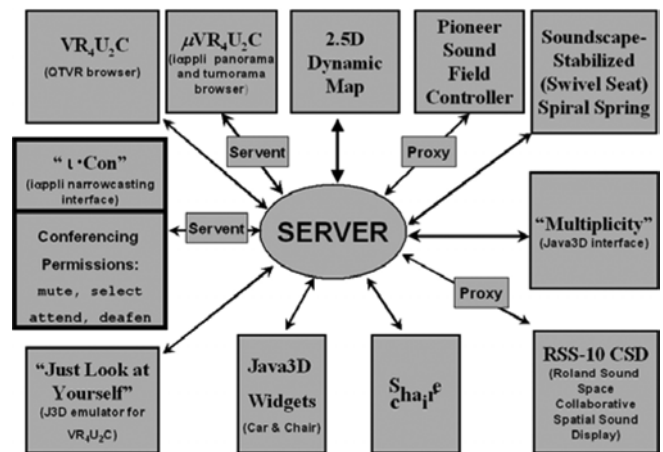 VR₄U₂C
(QTVR browser)
μVR₄U₂C
(iαppli panorama
and turnorama
browser)
2.5D
Dynamic
Map
Pioneer
Sound
Field
Controller
Soundscape-
Stabilized
(Swivel Seat)
Spiral Spring
Servent
Proxy
“ ι·Con”
(iαppli narrowcasting
interface)
Conferencing
Permissions:
mute, select
attend, deafen
Servent
SERVER
“Multiplicity”
(Java3D interface)
Proxy
“Just Look at
Yourself”
(J3D emulator for
VR₄U₂C)
Java3D
Widgets
(Car & Chair)
RSS-10 CSD
(Roland Sound
Space
Collaborative
Spatial Sound
Display)